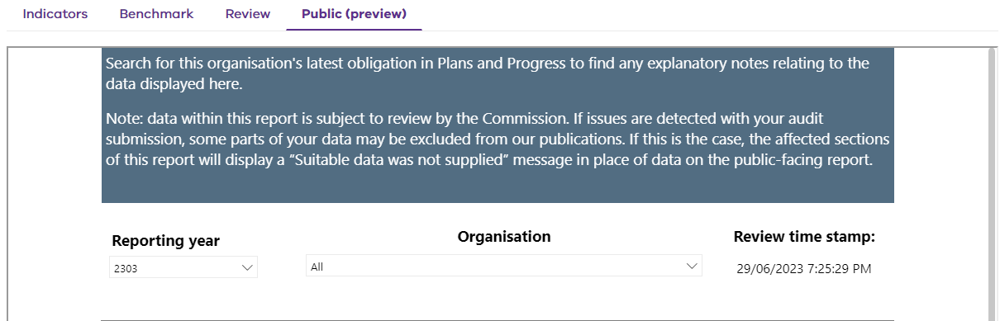 Indicators Benchmark Review Public (preview)
Search for this organisation's latest obligation in Plans and Progress to find any explanatory notes relating to the
data displayed here.
Note: data within this report is subject to review by the Commission. If issues are detected with your audit
submission, some parts of your data may be excluded from our publications. If this is the case, the affected sections
of this report will display a “Suitable data was not supplied” message in place of data on the public-facing report.
Reporting year Organisation Review time stamp:
2303 All 29/06/2023 7:25:29 PM